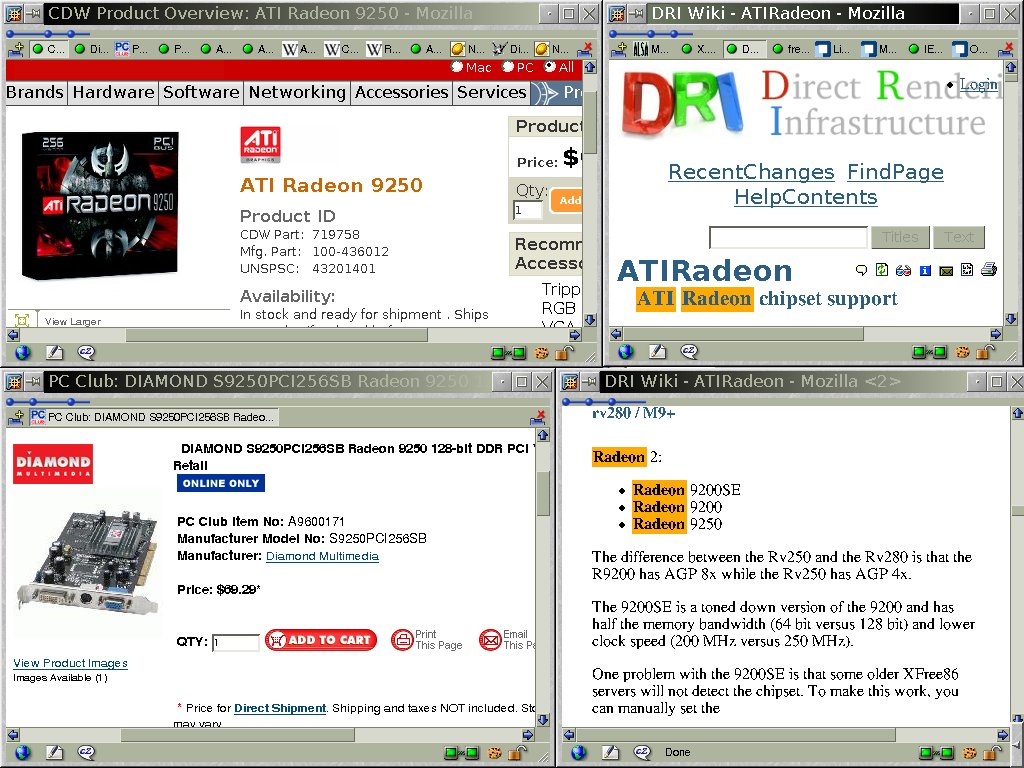 CDW Product Overview: ATI Radeon 9250 - Mozilla
C... Di... PC CLUB P... P... A... A... W A... W C... W R... A... N... Di... N...
Mac PC All
Brands Hardware Software Networking Accessories Services Pr
256 PCI BUS
ATI RADEON 9250
View Larger
ATI RADEON GRAPHICS
ATI Radeon 9250
Product ID
CDW Part: 719758
Mfg. Part: 100-436012
UNSPSC: 43201401
Availability:
In stock and ready for shipment . Ships
Product
Price: $
Qty:
1 Add
Recomm
Accesso
Tripp
RGB
VGA
DRI Wiki - ATIRadeon - Mozilla
ALSA M... X... D... fre... Li... M... IE... O...
DRI Direct Renderi
Infrastructure
Login
RecentChanges FindPage
HelpContents
Titles Text
ATIRadeon
ATI Radeon chipset support
PC Club: DIAMOND S9250PCI256SB Radeon 9250 1
PC CLUB PC Club: DIAMOND S9250PCI256SB Radeo...
DIAMOND
MULTIMEDIA
DIAMOND S9250PCI256SB Radeon 9250 128-bit DDR PCI
Retail
ONLINE ONLY
PC Club Item No: A9600171
Manufacturer Model No: S9250PCI256SB
Manufacturer: Diamond Multimedia
Price: $69.29*
QTY: 1 ADD TO CART Print
This Page Email
This Pa
View Product Images
Images Available (1)
* Price for Direct Shipment. Shipping and taxes NOT included. Sto
may vary
DRI Wiki - ATIRadeon - Mozilla <2>
rv280 / M9+
Radeon 2:
Radeon 9200SE
Radeon 9200
Radeon 9250
The difference between the Rv250 and the Rv280 is that the
R9200 has AGP 8x while the Rv250 has AGP 4x.
The 9200SE is a toned down version of the 9200 and has
half the memory bandwidth (64 bit versus 128 bit) and lower
clock speed (200 MHz versus 250 MHz).
One problem with the 9200SE is that some older XFree86
servers will not detect the chipset. To make this work, you
can manually set the
Done